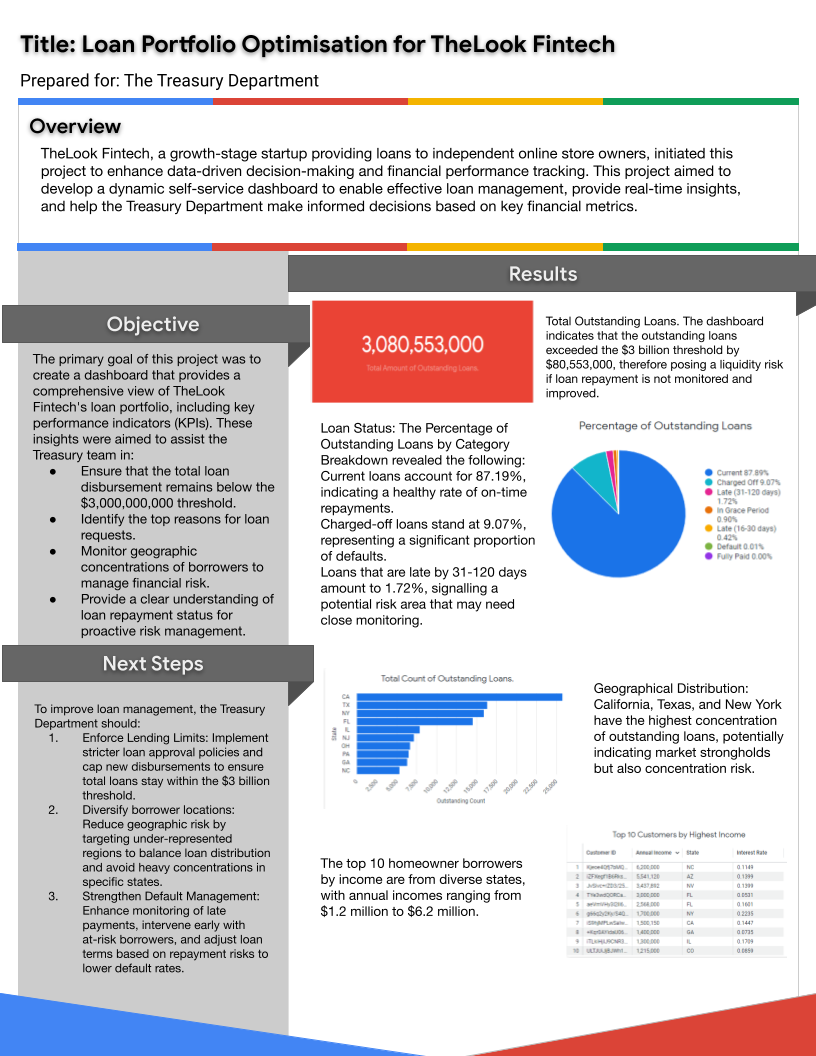 Title: Loan Portfolio Optimisation for TheLook Fintech
Prepared for: The Treasury Department
Overview
TheLook Fintech, a growth-stage startup providing loans to independent online store owners, initiated this
project to enhance data-driven decision-making and financial performance tracking. This project aimed to
develop a dynamic self-service dashboard to enable effective loan management, provide real-time insights,
and help the Treasury Department make informed decisions based on key financial metrics.
Objective
The primary goal of this project was to
create a dashboard that provides a
comprehensive view of TheLook
Fintech's loan portfolio, including key
performance indicators (KPIs). These
insights were aimed to assist the
Treasury team in:
● Ensure that the total loan
disbursement remains below the
$3,000,000,000 threshold.
● Identify the top reasons for loan
requests.
● Monitor geographic
concentrations of borrowers to
manage financial risk.
● Provide a clear understanding of
loan repayment status for
proactive risk management.
Next Steps
To improve loan management, the Treasury
Department should:
1. Enforce Lending Limits: Implement
stricter loan approval policies and
cap new disbursements to ensure
total loans stay within the $3 billion
threshold.
2. Diversify borrower locations:
Reduce geographic risk by
targeting under-represented
regions to balance loan distribution
and avoid heavy concentrations in
specific states.
3. Strengthen Default Management:
Enhance monitoring of late
payments, intervene early with
at-risk borrowers, and adjust loan
terms based on repayment risks to
lower default rates.
Results
3,080,553,000
Total Amount of Outstanding Loans
Total Outstanding Loans. The dashboard
indicates that the outstanding loans
exceeded the $3 billion threshold by
$80,553,000, therefore posing a liquidity risk
if loan repayment is not monitored and
improved.
Loan Status: The Percentage of
Outstanding Loans by Category
Breakdown revealed the following:
Current loans account for 87.19%,
indicating a healthy rate of on-time
repayments.
Charged-off loans stand at 9.07%,
representing a significant proportion
of defaults.
Loans that are late by 31-120 days
amount to 1.72%, signalling a
potential risk area that may need
close monitoring.
Percentage of Outstanding Loans
Current 87.89%
Charged Off 9.07%
Late (31-120 days)
1.72%
In Grace Period
0.90%
Late (16-30 days)
0.42%
Default 0.01%
Fully Paid 0.00%
Total Count of Outstanding Loans.
State
CA
TX
NY
FL
IL
NJ
OH
PA
GA
NC
0 2,500 5,000 7,500 10,000 12,500 15,000 17,500 20,000 22,500 25,000
Outstanding Count
Geographical Distribution:
California, Texas, and New York
have the highest concentration
of outstanding loans, potentially
indicating market strongholds
but also concentration risk.
The top 10 homeowner borrowers
by income are from diverse states,
with annual incomes ranging from
$1.2 million to $6.2 million.
Top 10 Customers by Highest Income
Customer ID Annual Income State Interest Rate
1 6,200,000 NC 0.1149
2 5,541,120 AZ 0.1399
3 3,437,892 NV 0.1399
4 3,000,000 CA 0.0531
5 2,568,000 FL 0.1601
6 1,700,000 NY 0.2235
7 1,500,150 CA 0.1447
8 1,400,000 GA 0.0735
9 1,300,000 IL 0.1709
10 1,215,000 CO 0.0859